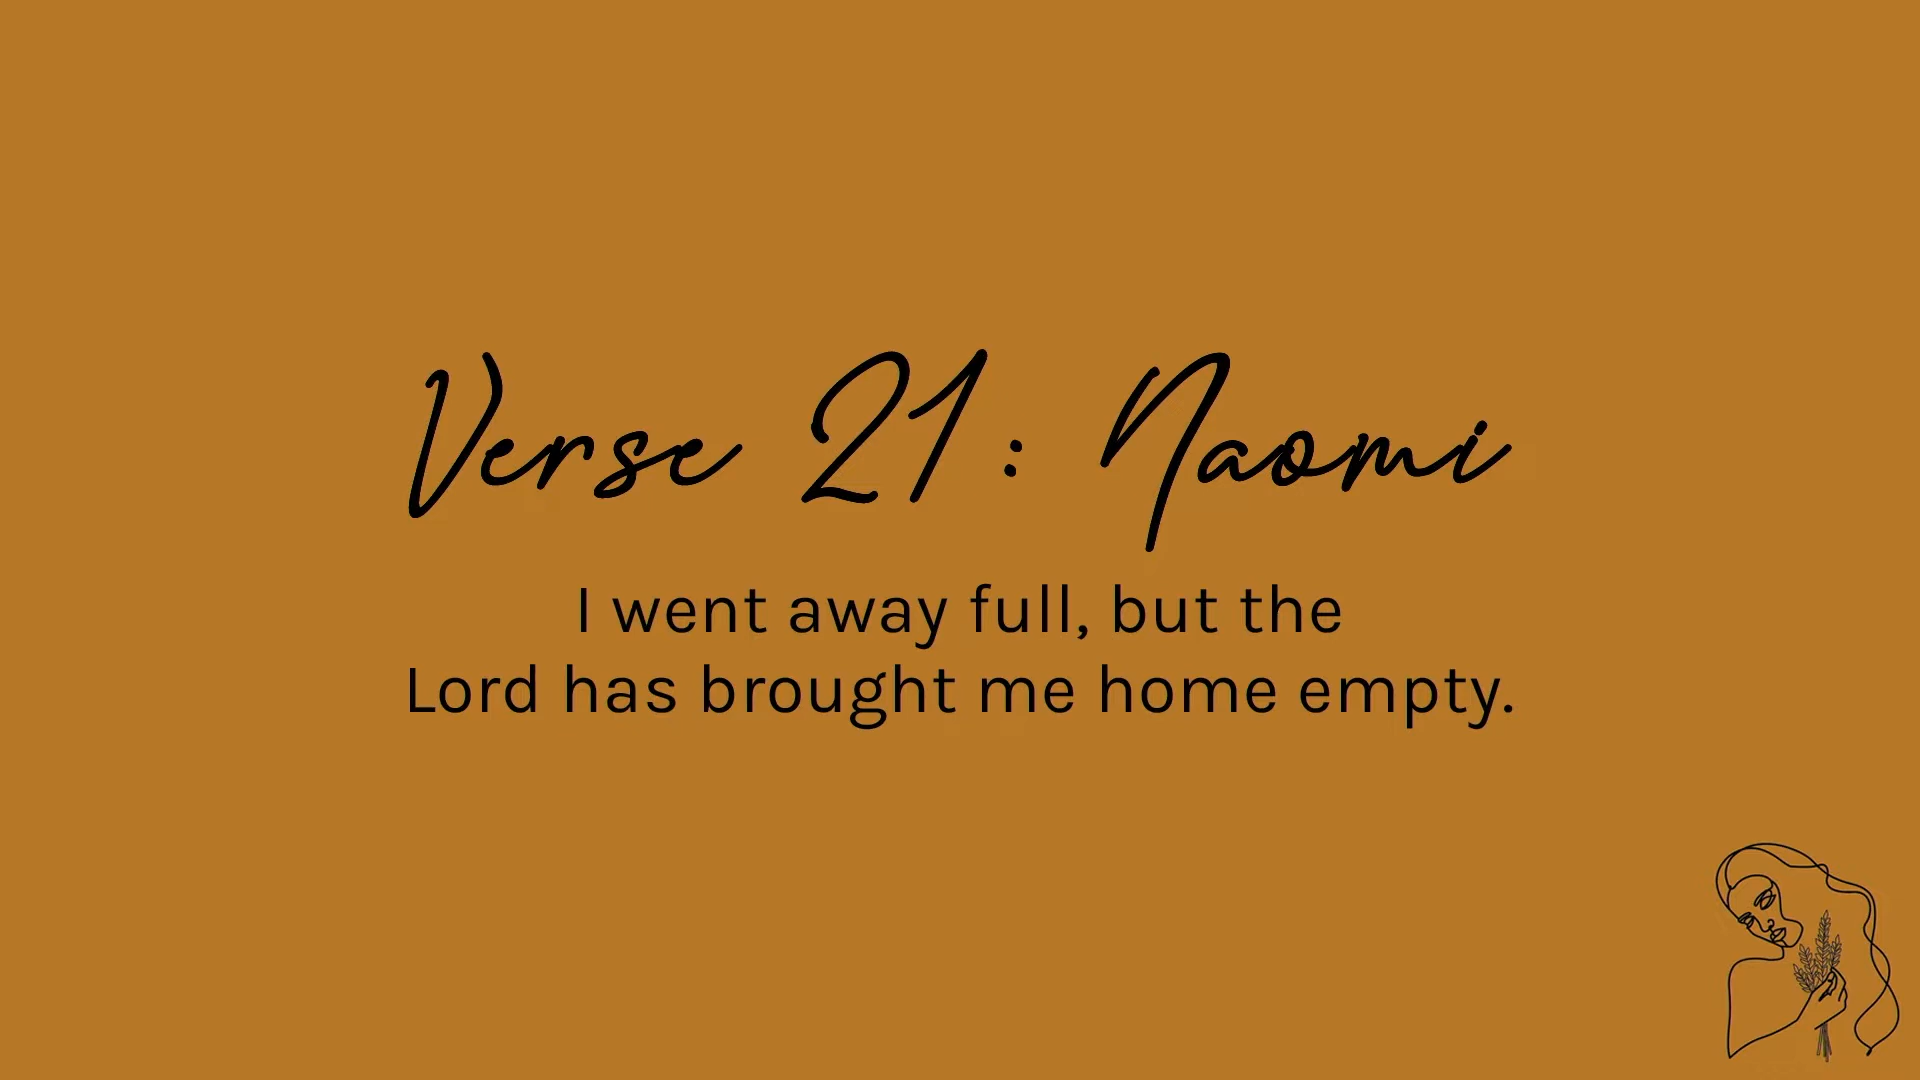 Verse 21: Naomi
I went away full, but the
Lord has brought me home empty.